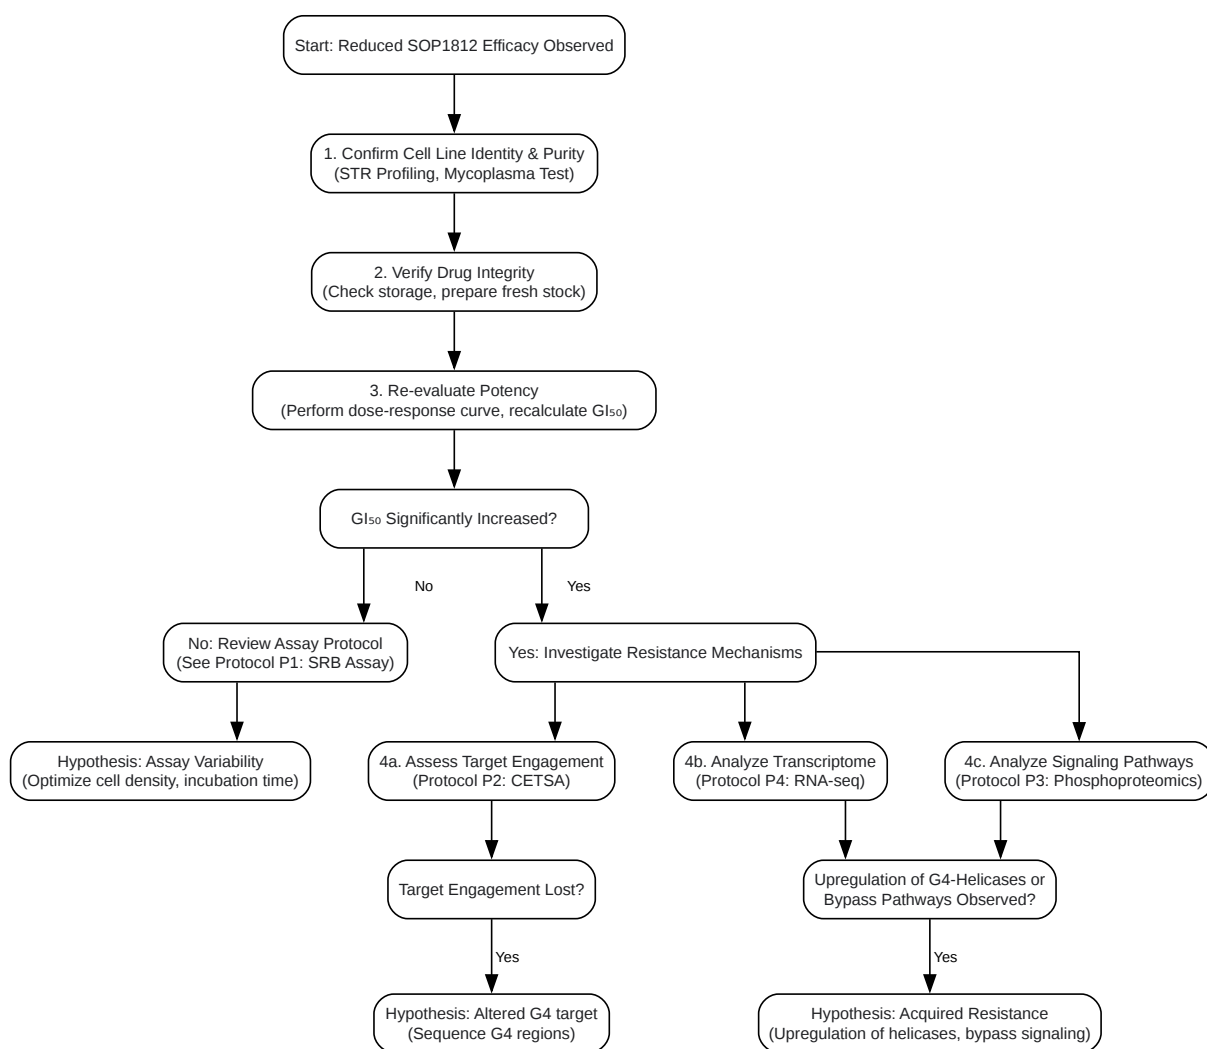 Start: Reduced SOP1812 Efficacy Observed
1. Confirm Cell Line Identity & Purity
(STR Profiling, Mycoplasma Test)
2. Verify Drug Integrity
(Check storage, prepare fresh stock)
3. Re-evaluate Potency
(Perform dose-response curve, recalculate GI₅₀)
GI₅₀ Significantly Increased?
No
Yes
No: Review Assay Protocol
(See Protocol P1: SRB Assay)
Yes: Investigate Resistance Mechanisms
Hypothesis: Assay Variability
(Optimize cell density, incubation time)
4a. Assess Target Engagement
(Protocol P2: CETSA)
4b. Analyze Transcriptome
(Protocol P4: RNA-seq)
4c. Analyze Signaling Pathways
(Protocol P3: Phosphoproteomics)
Target Engagement Lost?
Upregulation of G4-Helicases or
Bypass Pathways Observed?
Yes
Yes
Hypothesis: Altered G4 target
(Sequence G4 regions)
Hypothesis: Acquired Resistance
(Upregulation of helicases, bypass signaling)